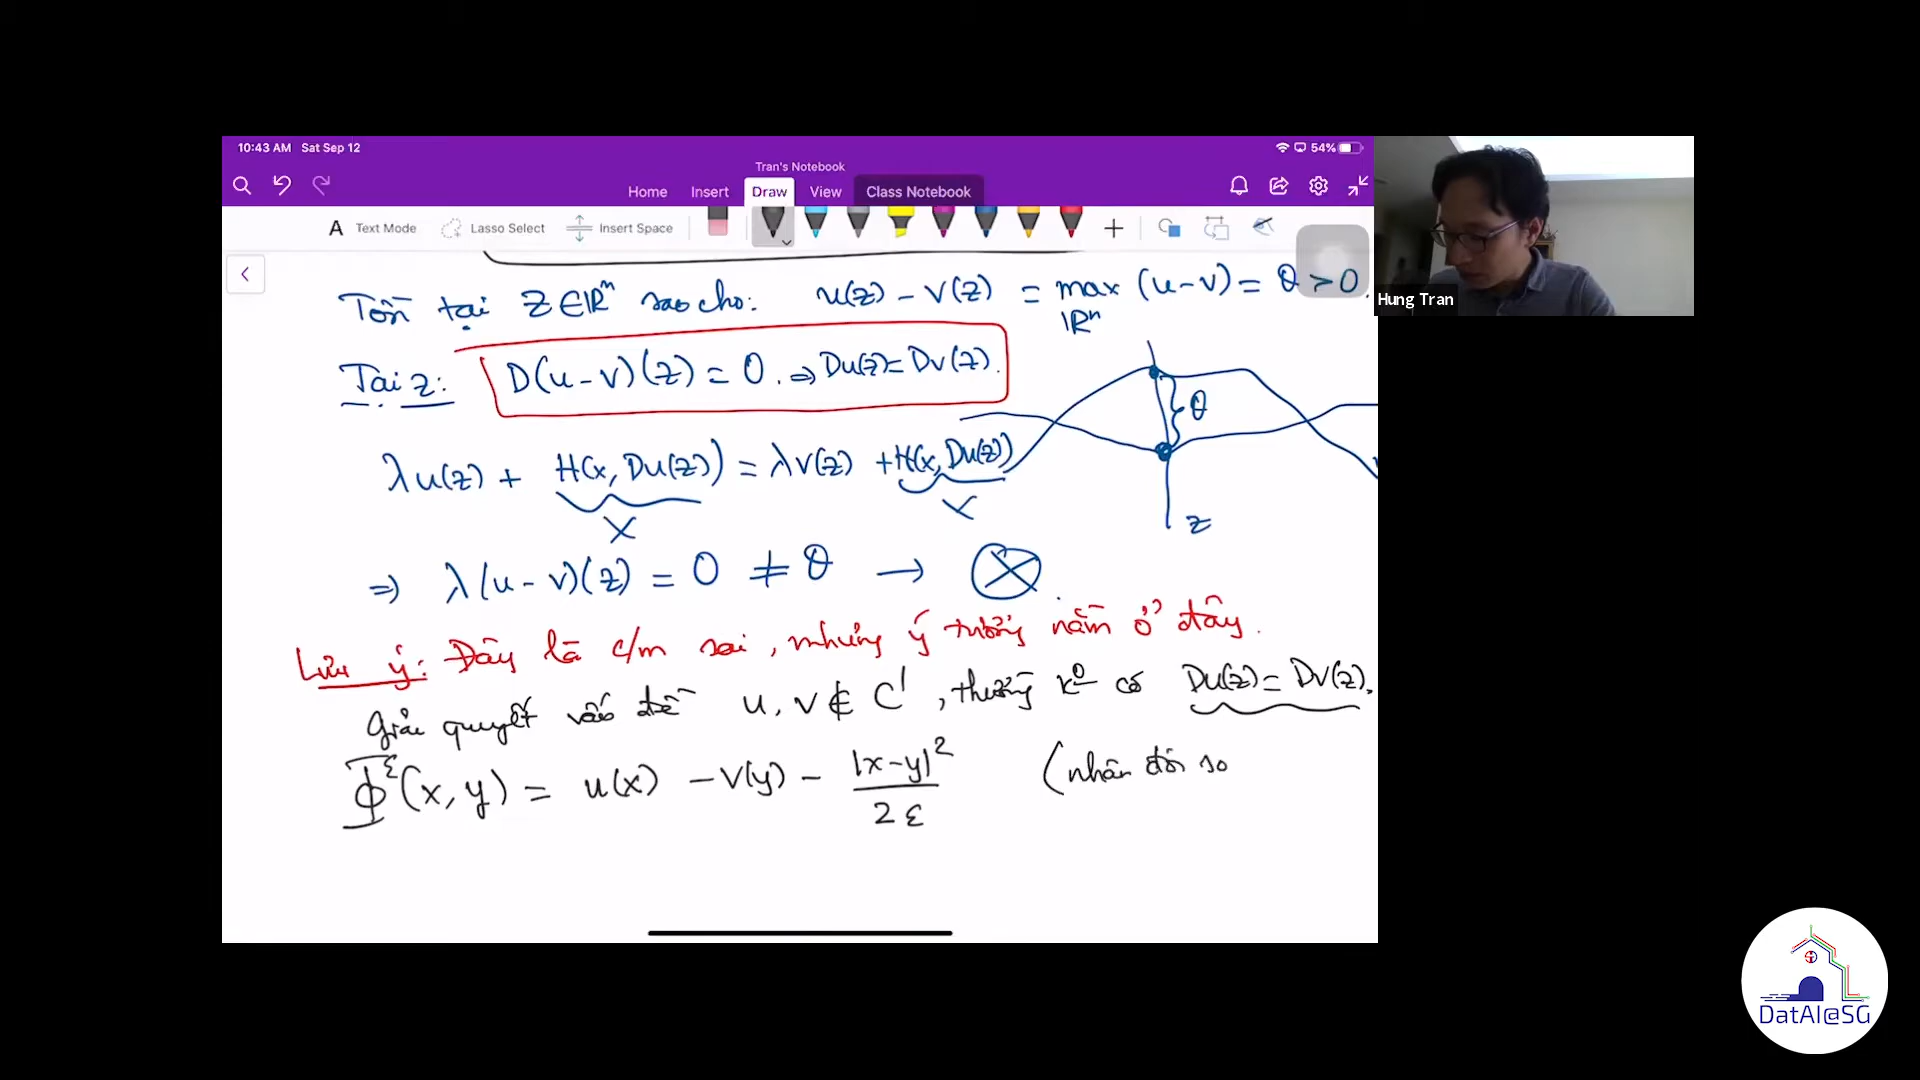 10:43 AM Sat Sep 12
54%
Tran's Notebook
Home Insert Draw View Class Notebook
A Text Mode Lasso Select Insert Space
Hung Tran
Tồn tại z∈ℝⁿ sao cho: u(z) − v(z) = max (u−v) = θ > 0.
ℝⁿ
Tại z: D(u−v)(z) = 0. ⇒ Du(z) = Dv(z).
θ
λu(z) + H(x, Du(z)) = λv(z) + H(x, Du(z))
z
⇒ λ(u−v)(z) = 0 ≠ θ → ⊗.
Lưu ý: Đây là c/m sai, nhưng ý tưởng nằm ở đây.
Giải quyết vấn đề u, v ∉ C¹, thường k⁰ có Du(z) = Dv(z).
Φ^ε(x, y) = u(x) − v(y) − |x−y|²/2ε (nhân đôi so
DatAI@SG